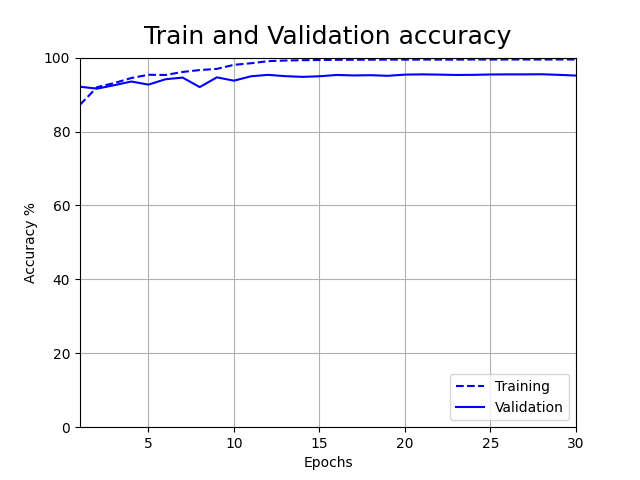 Train and Validation accuracy
100
80
60
40
20
0
Accuracy %
5 10 15 20 25 30
Epochs
Training
Validation